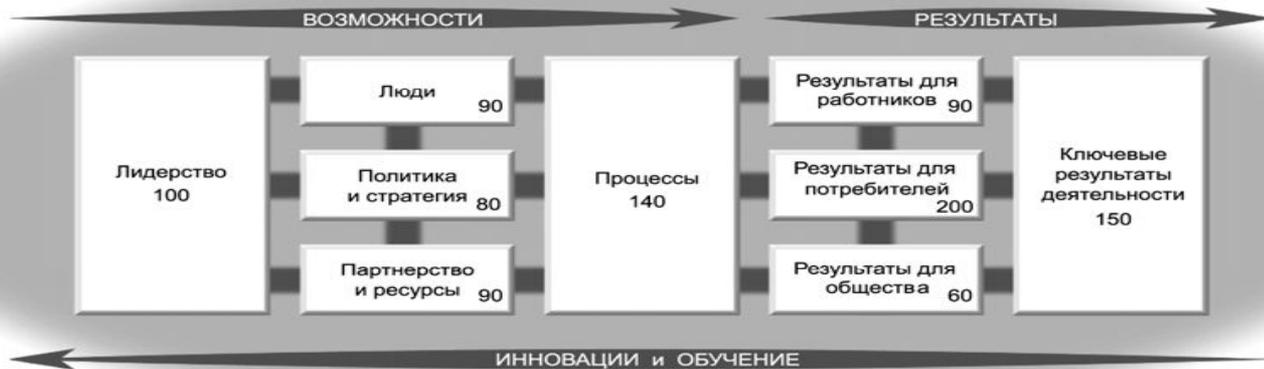 ВОЗМОЖНОСТИ
РЕЗУЛЬТАТЫ
Лидерство
100
Люди
90
Политика
и стратегия 80
Партнерство
и ресурсы 90
Процессы
140
Результаты для
работников 90
Результаты для
потребителей
200
Результаты для
общества 60
Ключевые
результаты
деятельности
150
ИННОВАЦИИ и ОБУЧЕНИЕ